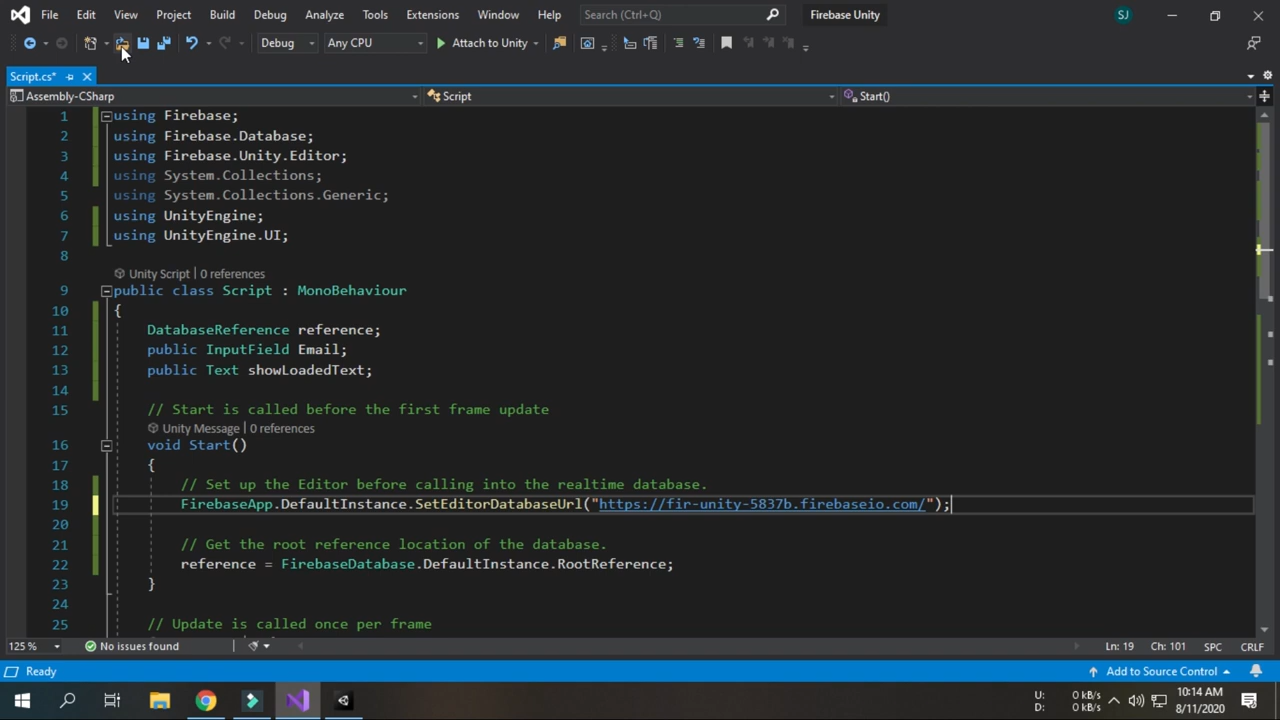 File Edit View Project Build Debug Analyze Tools Extensions Window Help Search (Ctrl+Q) Firebase Unity SJ
Debug Any CPU Attach to Unity
Script.cs*
Assembly-CSharp Script Start()
1 using Firebase;
2 using Firebase.Database;
3 using Firebase.Unity.Editor;
4 using System.Collections;
5 using System.Collections.Generic;
6 using UnityEngine;
7 using UnityEngine.UI;
8
Unity Script | 0 references
9 public class Script : MonoBehaviour
10 {
11 DatabaseReference reference;
12 public InputField Email;
13 public Text showLoadedText;
14
15 // Start is called before the first frame update
Unity Message | 0 references
16 void Start()
17 {
18 // Set up the Editor before calling into the realtime database.
19 FirebaseApp.DefaultInstance.SetEditorDatabaseUrl("https://fir-unity-5837b.firebaseio.com/");
20
21 // Get the root reference location of the database.
22 reference = FirebaseDatabase.DefaultInstance.RootReference;
23 }
24
25 // Update is called once per frame
125 % No issues found Ln: 19 Ch: 101 SPC CRLF
Ready Add to Source Control
U: 0 kB/s
D: 0 kB/s
10:14 AM
8/11/2020